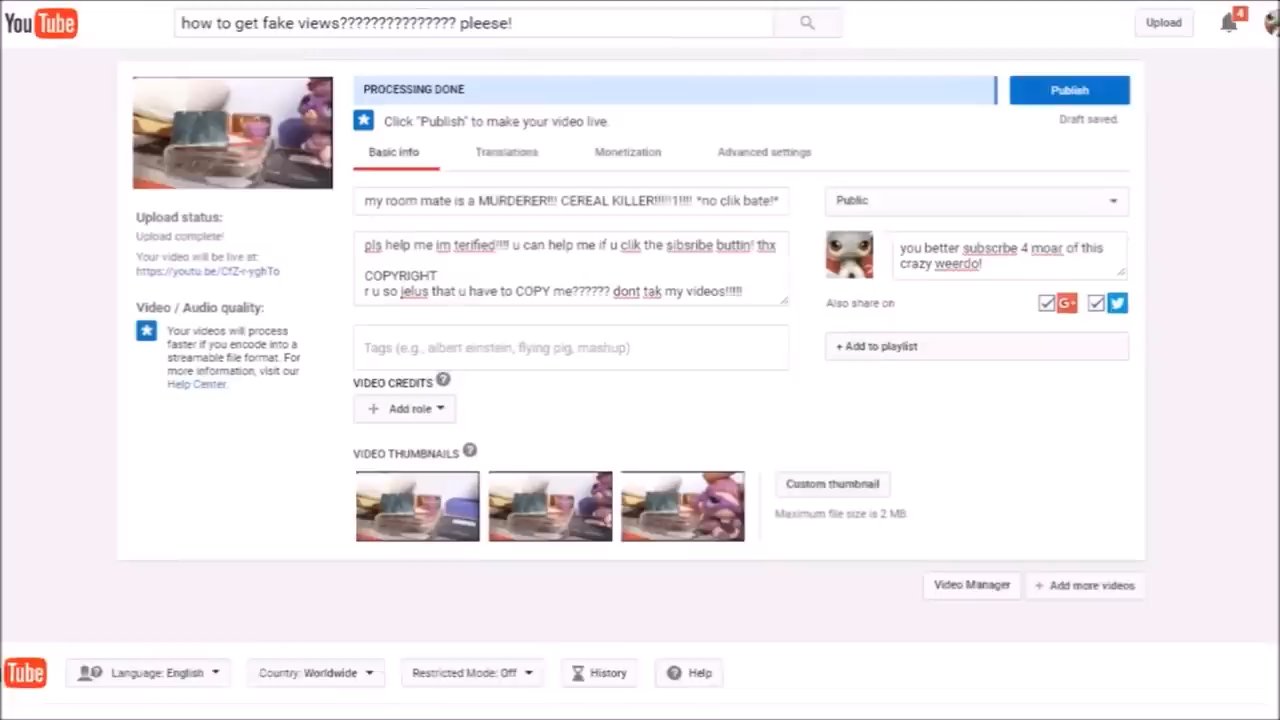 YouTube
how to get fake views??????????????? pleese!
Upload
4
PROCESSING DONE
Publish
Click "Publish" to make your video live.
Draft saved.
Basic info
Translations
Monetization
Advanced settings
Upload status:
Upload complete!
Your video will be live at:
https://youtu.be/CfZ-r-yghTo
my room mate is a MURDERER!!! CEREAL KILLER!!!!!1!!!! *no clik bate!*
Public
pls help me im terified!!!! u can help me if u clik the sibsribe buttin! thx
COPYRIGHT
r u so jelus that u have to COPY me?????? dont tak my videos!!!!!
you better subscrbe 4 moar of this
crazy weerdo!
Also share on
G+
Video / Audio quality:
Your videos will process
faster if you encode into a
streamable file format. For
more information, visit our
Help Center.
Tags (e.g., albert einstein, flying pig, mashup)
+ Add to playlist
VIDEO CREDITS ?
+ Add role
VIDEO THUMBNAILS ?
Custom thumbnail
Maximum file size is 2 MB.
Video Manager
+ Add more videos
Tube
Language: English
Country: Worldwide
Restricted Mode: Off
History
? Help